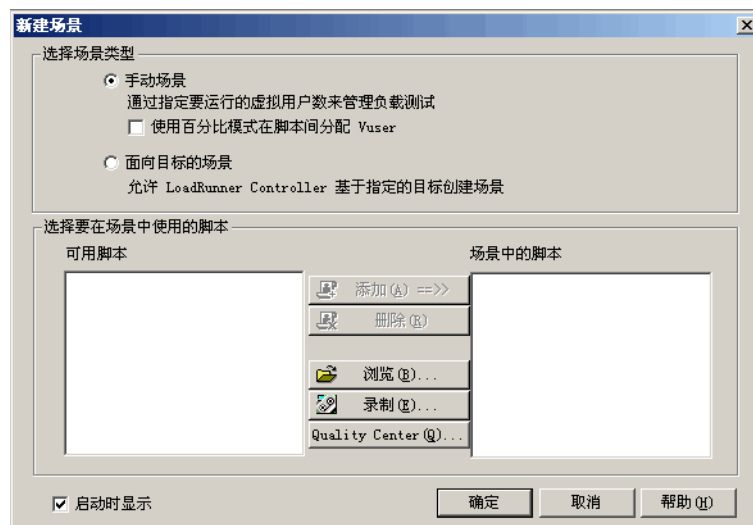 新建场景
选择场景类型
手动场景
通过指定要运行的虚拟用户数来管理负载测试
使用百分比模式在脚本间分配 Vuser
面向目标的场景
允许 LoadRunner Controller 基于指定的目标创建场景
选择要在场景中使用的脚本
可用脚本
场景中的脚本
添加(A) ==>>
删除(R)
浏览(B)...
录制(E)...
Quality Center(Q)...
启动时显示
确定
取消
帮助(H)